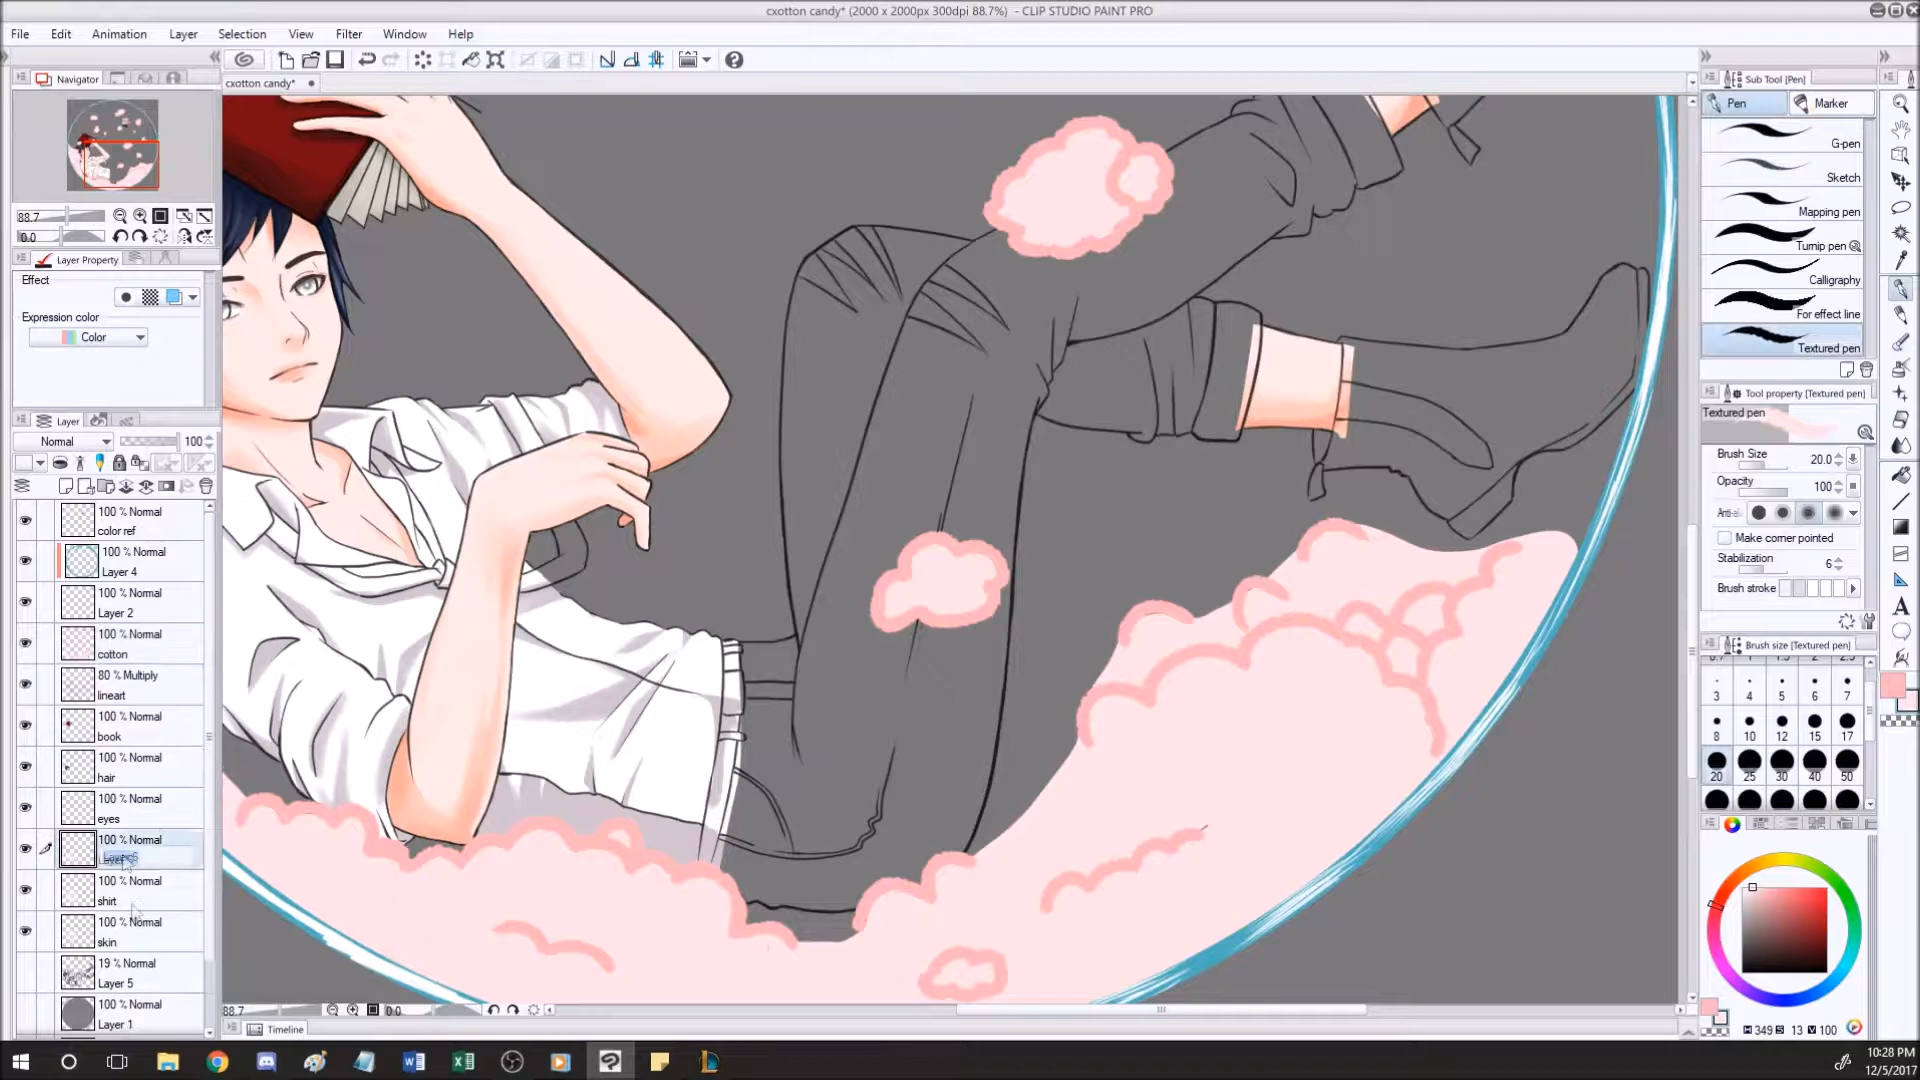 cxotton candy* (2000 x 2000px 300dpi 88.7%) - CLIP STUDIO PAINT PRO
File Edit Animation Layer Selection View Filter Window Help
Navigator
cxotton candy*
Sub Tool [Pen]
Pen
Marker
G-pen
Sketch
Mapping pen
Turnip pen
Calligraphy
For effect line
Textured pen
88.7
0.0
Layer Property
Effect
Expression color
Color
Tool property [Textured pen]
Textured pen
Brush Size 20.0
Opacity 100
Make corner pointed
Stabilization 6
Brush stroke
Layer
Normal 100
100 % Normal
color ref
100 % Normal
Layer 4
100 % Normal
Layer 2
100 % Normal
cotton
80 % Multiply
lineart
100 % Normal
book
100 % Normal
hair
100 % Normal
eyes
100 % Normal
100 % Normal
shirt
100 % Normal
skin
19 % Normal
Layer 5
100 % Normal
Layer 1
Brush size [Textured pen]
3 4 5 6 7
8 10 12 15 17
20 25 30 40 50
88.7
0.0
Timeline
H 349 S 13 V 100
10:28 PM
12/5/2017